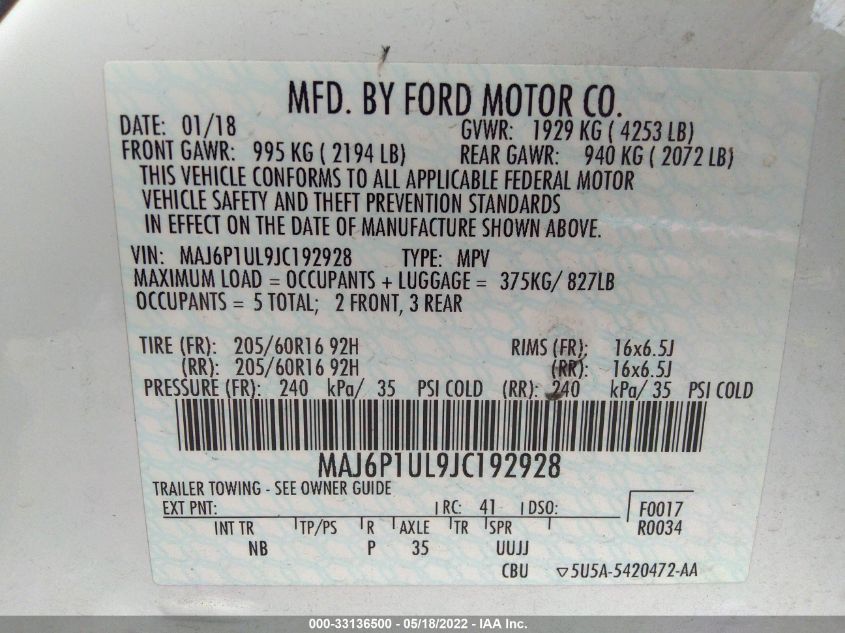 MFD. BY FORD MOTOR CO.
DATE: 01/18 GVWR: 1929 KG ( 4253 LB)
FRONT GAWR: 995 KG ( 2194 LB) REAR GAWR: 940 KG ( 2072 LB)
THIS VEHICLE CONFORMS TO ALL APPLICABLE FEDERAL MOTOR
VEHICLE SAFETY AND THEFT PREVENTION STANDARDS
IN EFFECT ON THE DATE OF MANUFACTURE SHOWN ABOVE.
VIN: MAJ6P1UL9JC192928 TYPE: MPV
MAXIMUM LOAD = OCCUPANTS + LUGGAGE = 375KG/ 827LB
OCCUPANTS = 5 TOTAL; 2 FRONT, 3 REAR
TIRE (FR): 205/60R16 92H RIMS (FR): 16x6.5J
(RR): 205/60R16 92H (RR): 16x6.5J
PRESSURE (FR): 240 kPa/ 35 PSI COLD (RR): 240 kPa/ 35 PSI COLD
MAJ6P1UL9JC192928
TRAILER TOWING - SEE OWNER GUIDE
EXT PNT: RC: 41 DSO: F0017
INT TR TP/PS R AXLE TR SPR R0034
NB P 35 UUJJ
CBU ▽5U5A-5420472-AA
000-33136500 - 05/18/2022 - IAA Inc.